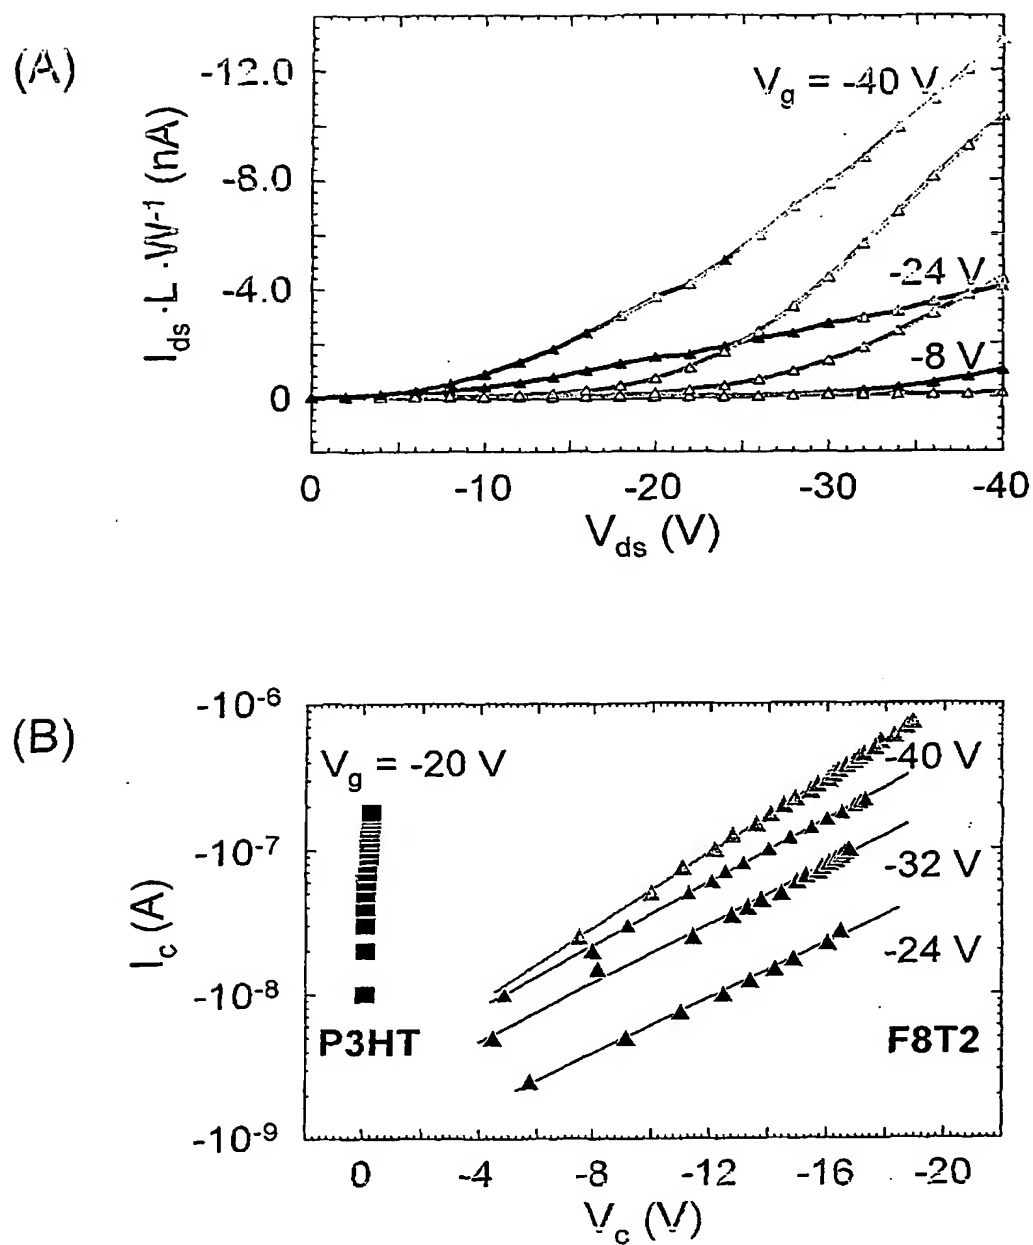 (A)
-12.0
-8.0
-4.0
0
I_ds · L · W⁻¹ (nA)
V_g = -40 V
-24 V
-8 V
0 -10 -20 -30 -40
V_ds (V)
(B)
-10⁻⁶
-10⁻⁷
-10⁻⁸
-10⁻⁹
I_c (A)
V_g = -20 V
-40 V
-32 V
-24 V
P3HT F8T2
0 -4 -8 -12 -16 -20
V_c (V)